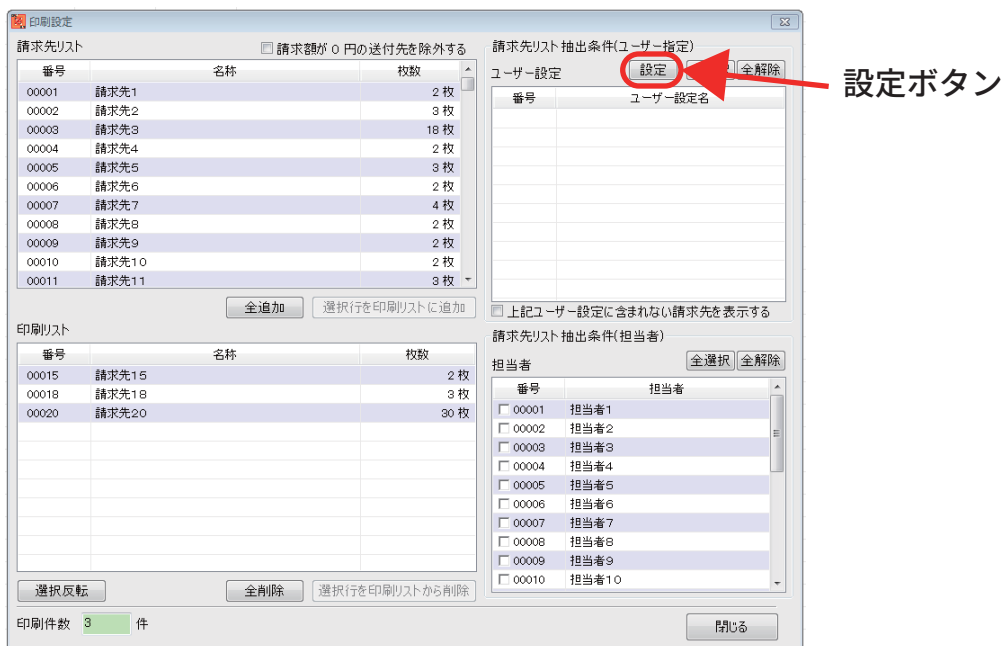 印刷設定
請求先リスト
請求額が 0 円の送付先を除外する
番号 名称 枚数
00001 請求先1 2 枚
00002 請求先2 3 枚
00003 請求先3 18 枚
00004 請求先4 2 枚
00005 請求先5 3 枚
00006 請求先6 2 枚
00007 請求先7 4 枚
00008 請求先8 2 枚
00009 請求先9 2 枚
00010 請求先10 2 枚
00011 請求先11 3 枚
全追加 選択行を印刷リストに追加
印刷リスト
番号 名称 枚数
00015 請求先15 2 枚
00018 請求先18 3 枚
00020 請求先20 30 枚
選択反転 全削除 選択行を印刷リストから削除
印刷件数 3 件
請求先リスト抽出条件(ユーザー指定)
ユーザー設定 設定 全解除
番号 ユーザー設定名
上記ユーザー設定に含まれない請求先を表示する
請求先リスト抽出条件(担当者)
担当者 全選択 全解除
番号 担当者
00001 担当者1
00002 担当者2
00003 担当者3
00004 担当者4
00005 担当者5
00006 担当者6
00007 担当者7
00008 担当者8
00009 担当者9
00010 担当者10
閉じる
設定ボタン